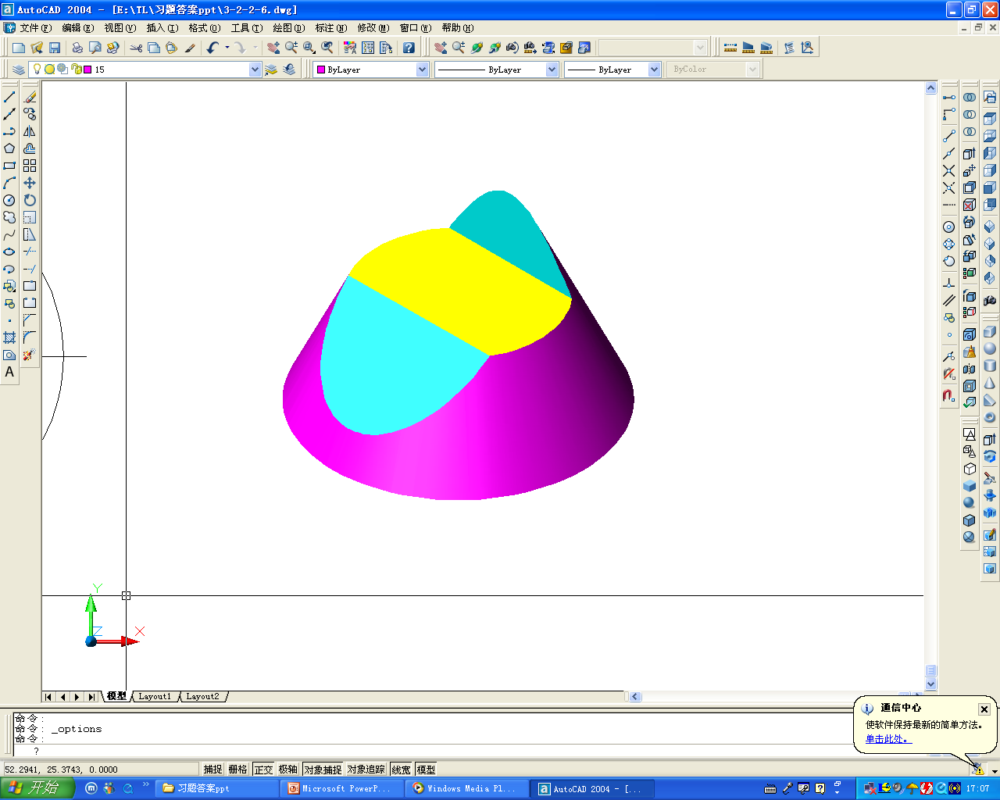 AutoCAD 2004 - [E:\TL\习题答案ppt\3-2-2-6.dwg]
文件(F) 编辑(E) 视图(V) 插入(I) 格式(O) 工具(T) 绘图(D) 标注(N) 修改(M) 窗口(W) 帮助(H)
15 ByLayer ByLayer ByLayer ByColor
A
Y
Z X
模型 Layout1 Layout2
命令:
命令: _options
命令:
?
通信中心
使软件保持最新的简单方法。
单击此处。
52.2941, 25.3743, 0.0000 捕捉 栅格 正交 极轴 对象捕捉 对象追踪 线宽 模型
开始 习题答案ppt Microsoft PowerP... Windows Media Pl... AutoCAD 2004 - [... 17:07